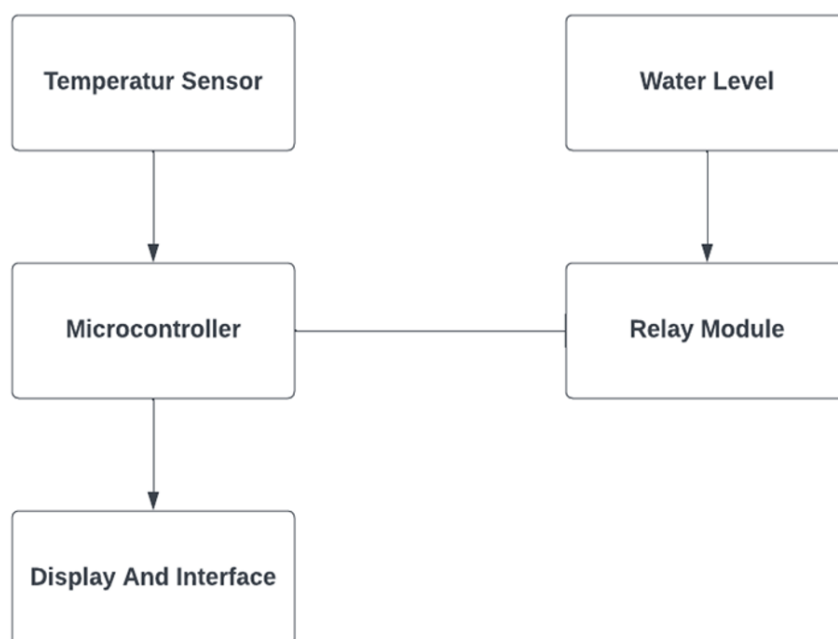 Temperatur Sensor
Water Level
Microcontroller
Relay Module
Display And Interface